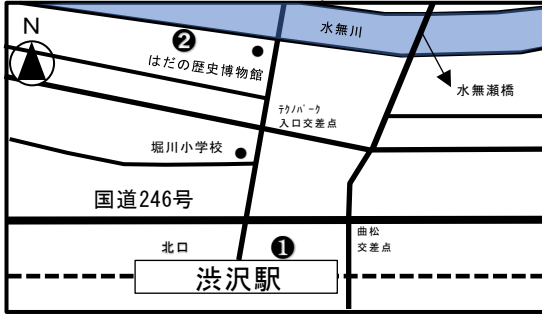 N
水無川
❷
はだの歴史博物館
水無瀬橋
テクノパーク
入口交差点
堀川小学校
国道246号
曲松
交差点
北口
❶
渋沢駅